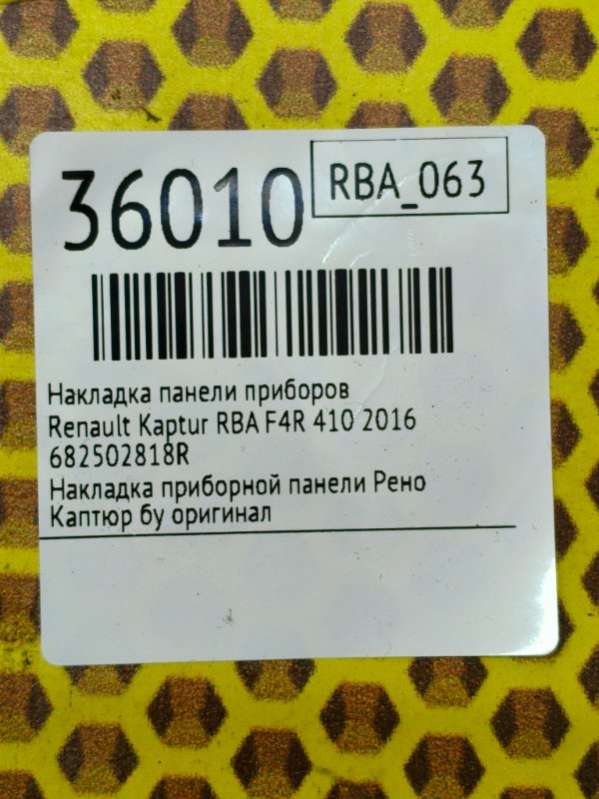 36010
RBA_063
Накладка панели приборов
Renault Kaptur RBA F4R 410 2016
682502818R
Накладка приборной панели Рено
Каптюр бу оригинал